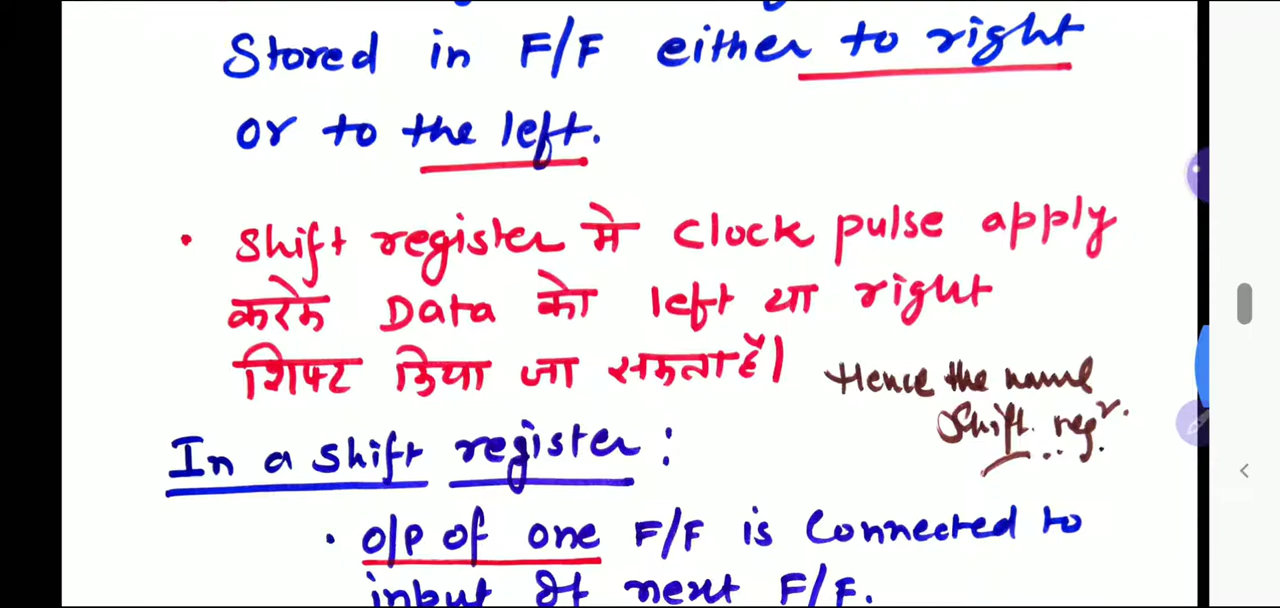 Stored in F/F either to right
or to the left.
• Shift register मे clock pulse apply
करके Data को left या right
शिफ्ट किया जा सकता हैं।
Hence the name
Shift regr.
In a shift register:
• O/P of one F/F is Connected to
input of next F/F.